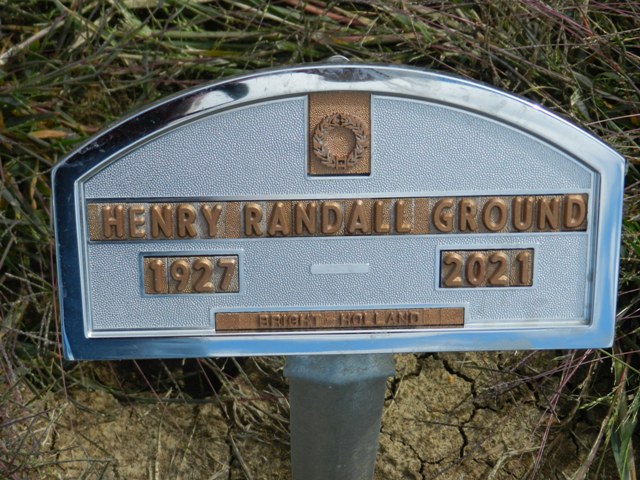 HENRY RANDALL GROUND
1927 — 2021
BRIGHT-HOLLAND